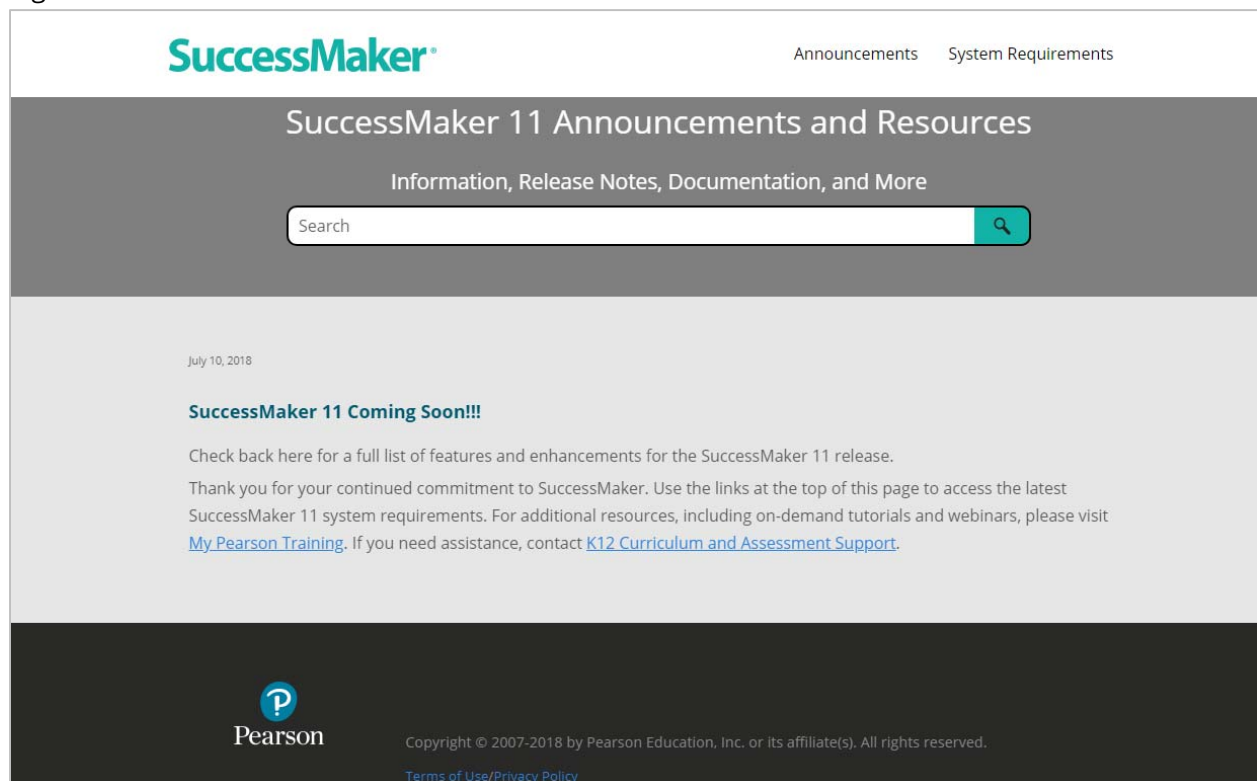 SuccessMaker®
Announcements System Requirements
SuccessMaker 11 Announcements and Resources
Information, Release Notes, Documentation, and More
Search
July 10, 2018
SuccessMaker 11 Coming Soon!!!
Check back here for a full list of features and enhancements for the SuccessMaker 11 release.
Thank you for your continued commitment to SuccessMaker. Use the links at the top of this page to access the latest
SuccessMaker 11 system requirements. For additional resources, including on-demand tutorials and webinars, please visit
My Pearson Training. If you need assistance, contact K12 Curriculum and Assessment Support.
P
Pearson
Copyright © 2007-2018 by Pearson Education, Inc. or its affiliate(s). All rights reserved.
Terms of Use/Privacy Policy